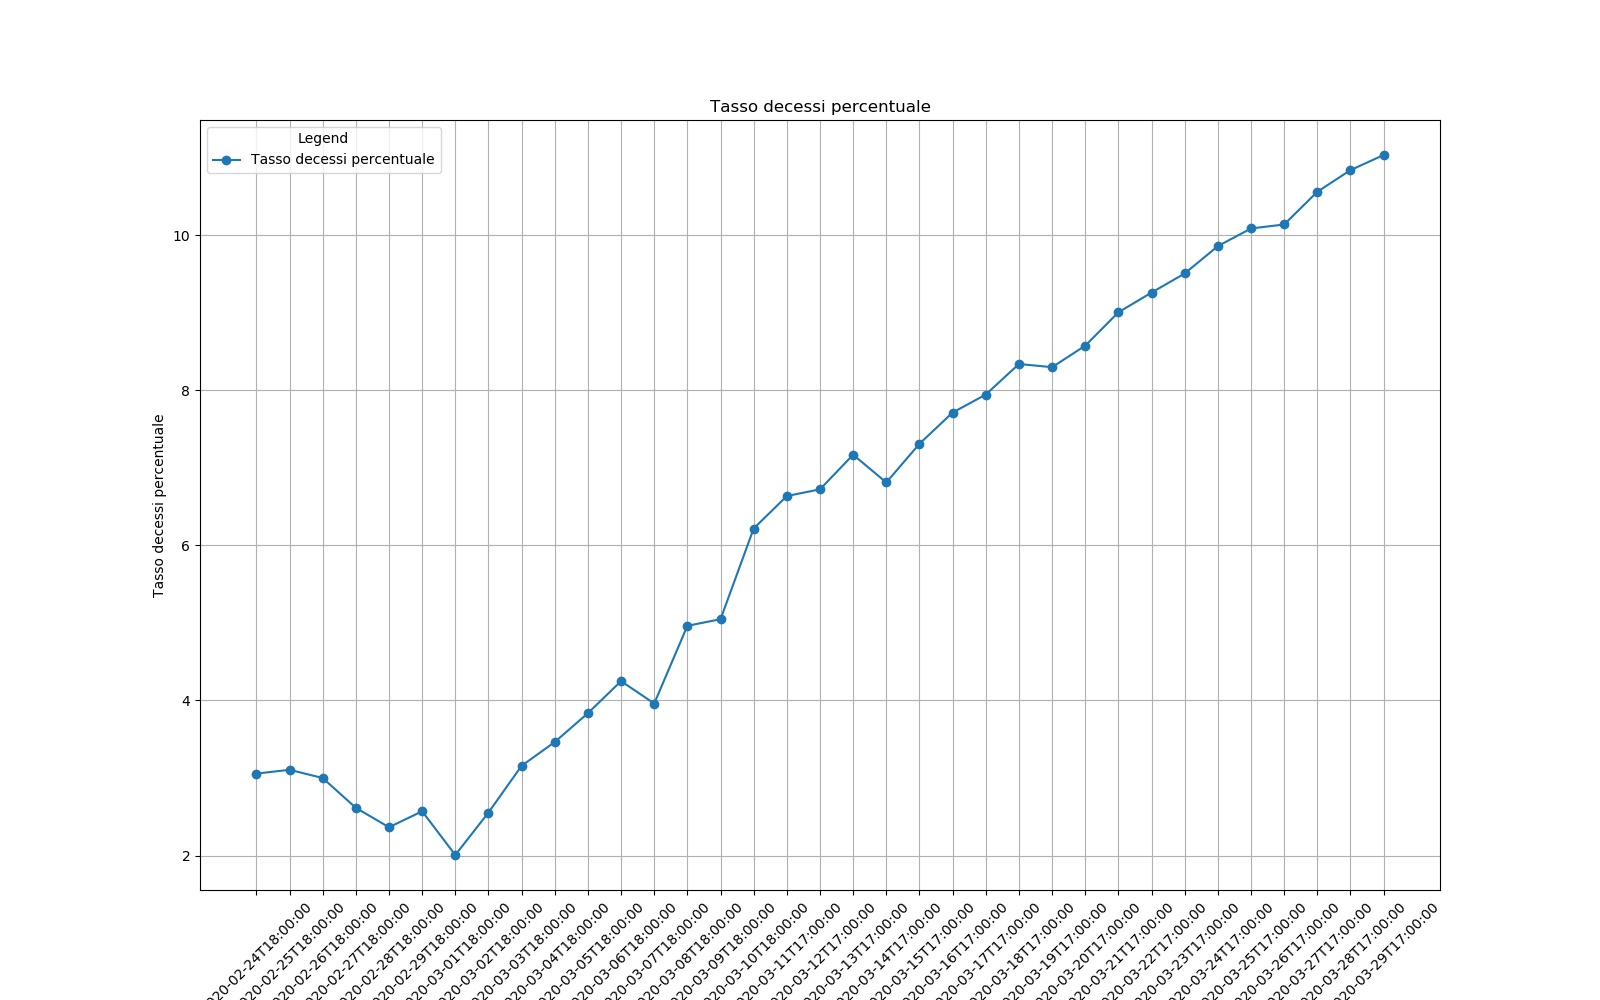 Tasso decessi percentuale
Legend
Tasso decessi percentuale
10
8
6
4
2
Tasso decessi percentuale
020-02-24T18:00:00
020-02-25T18:00:00
020-02-26T18:00:00
020-02-27T18:00:00
020-02-28T18:00:00
020-02-29T18:00:00
020-03-01T18:00:00
020-03-02T18:00:00
020-03-03T18:00:00
020-03-04T18:00:00
020-03-05T18:00:00
020-03-06T18:00:00
020-03-07T18:00:00
020-03-08T18:00:00
020-03-09T18:00:00
020-03-10T18:00:00
020-03-11T17:00:00
020-03-12T17:00:00
020-03-13T17:00:00
020-03-14T17:00:00
020-03-15T17:00:00
020-03-16T17:00:00
020-03-17T17:00:00
020-03-18T17:00:00
020-03-19T17:00:00
020-03-20T17:00:00
020-03-21T17:00:00
020-03-22T17:00:00
020-03-23T17:00:00
020-03-24T17:00:00
020-03-25T17:00:00
020-03-26T17:00:00
020-03-27T17:00:00
020-03-28T17:00:00
020-03-29T17:00:00